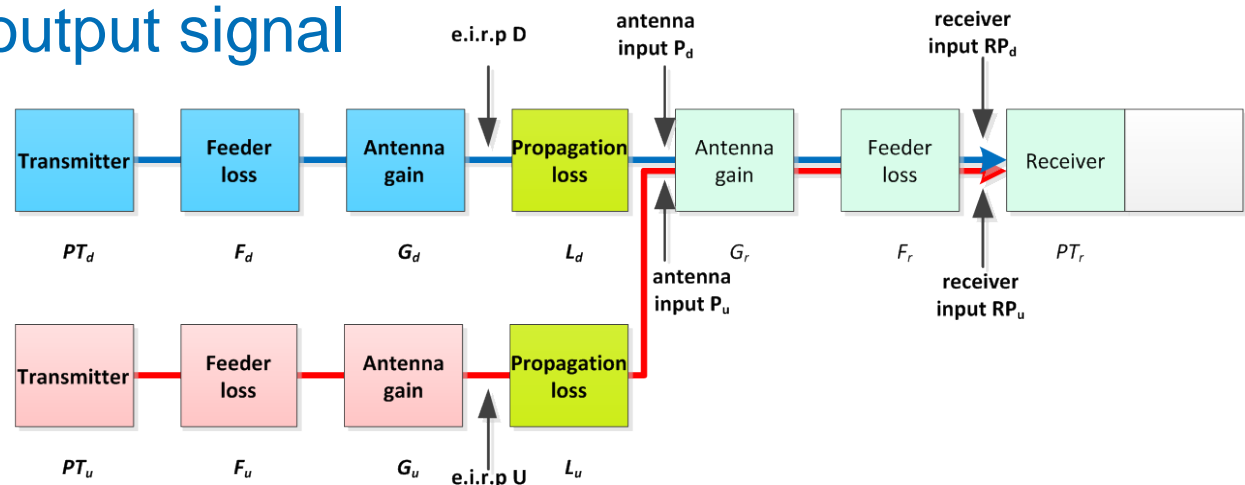 output signal
e.i.r.p D
antenna
input Pd
receiver
input RPd
Transmitter
Feeder
loss
Antenna
gain
Propagation
loss
Antenna
gain
Feeder
loss
Receiver
PTd
Fd
Gd
Ld
Gr
Fr
PTr
antenna
input Pu
receiver
input RPu
Transmitter
Feeder
loss
Antenna
gain
Propagation
loss
PTu
Fu
Gu
e.i.r.p U
Lu